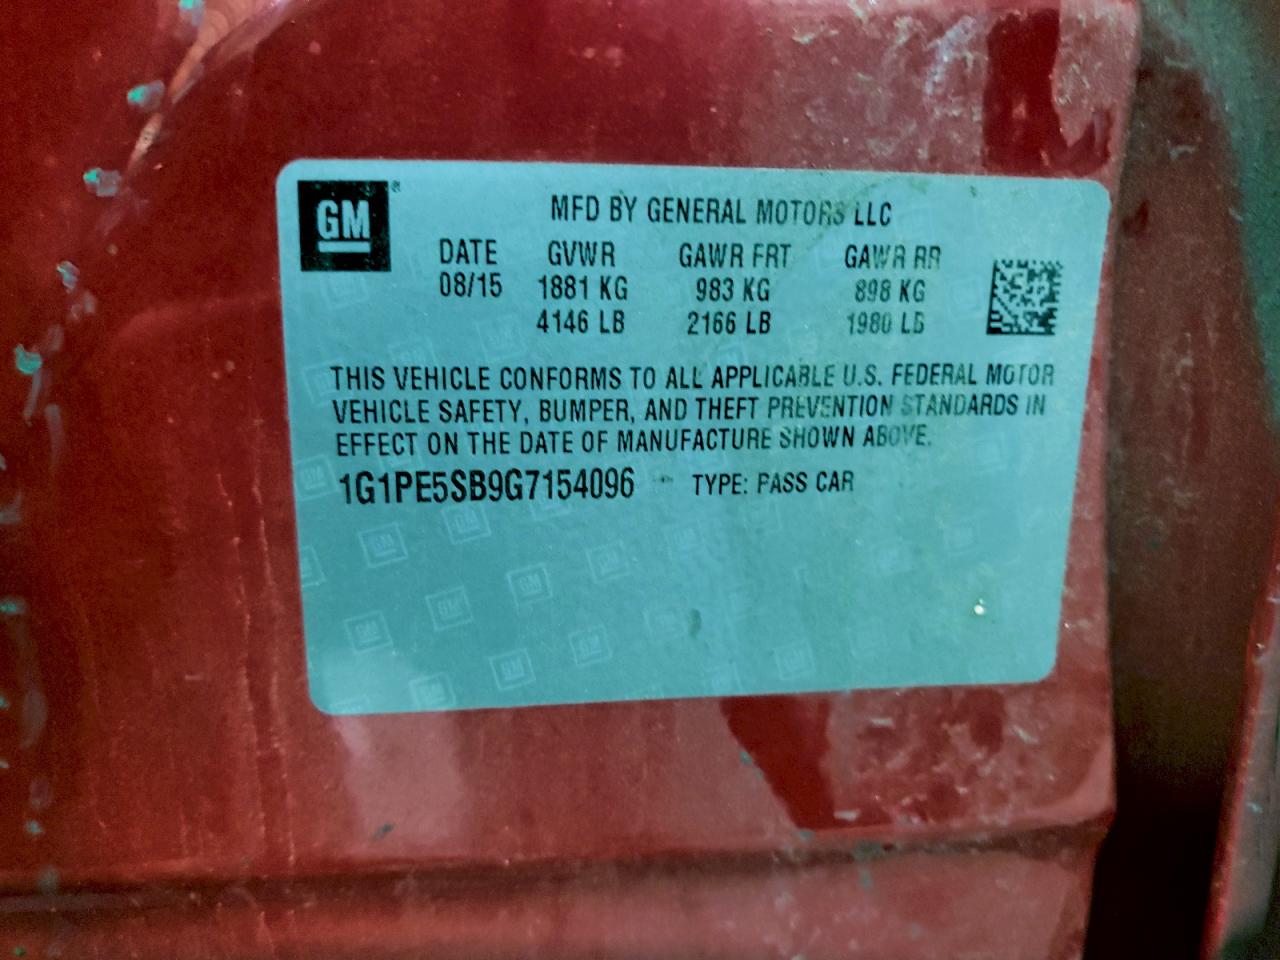 GM®
MFD BY GENERAL MOTORS LLC
DATE GVWR GAWR FRT GAWR RR
08/15 1881 KG 983 KG 898 KG
4146 LB 2166 LB 1980 LB
THIS VEHICLE CONFORMS TO ALL APPLICABLE U.S. FEDERAL MOTOR
VEHICLE SAFETY, BUMPER, AND THEFT PREVENTION STANDARDS IN
EFFECT ON THE DATE OF MANUFACTURE SHOWN ABOVE.
1G1PE5SB9G7154096 TYPE: PASS CAR